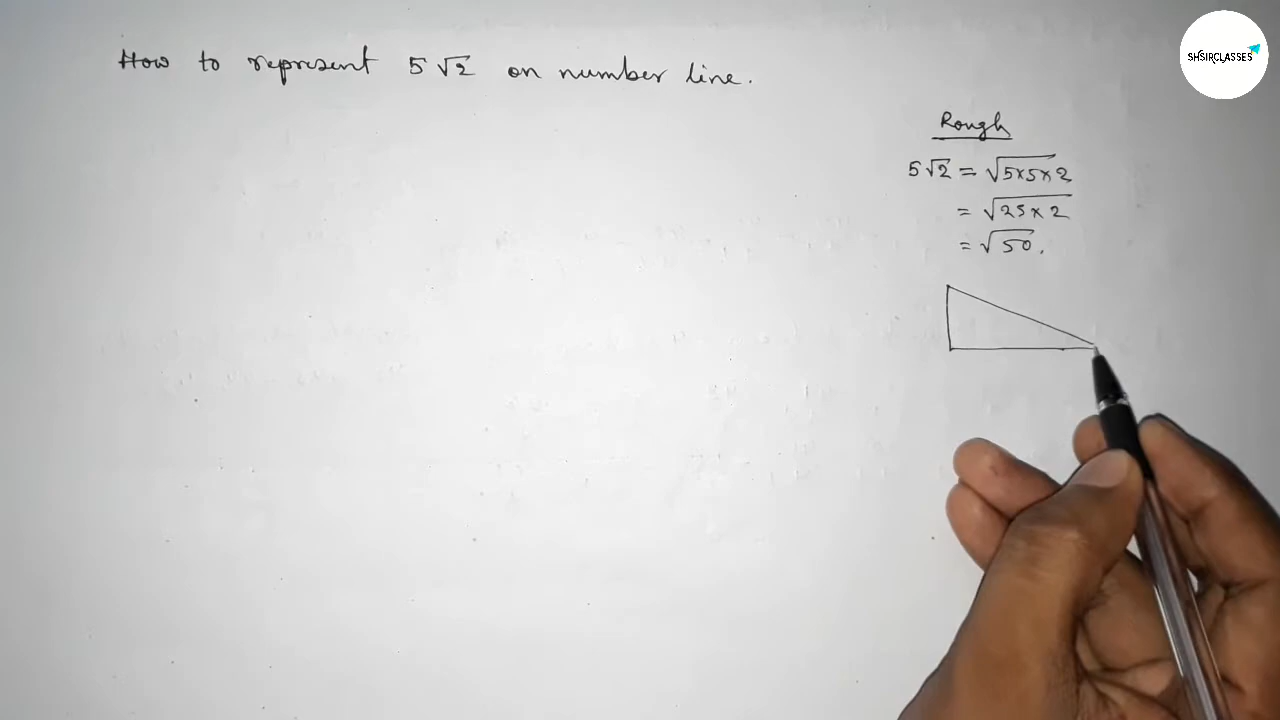 How to represent 5√2 on number line.
SHSIRCLASSES
Rough
5√2 = √5×5×2
= √25×2
= √50.